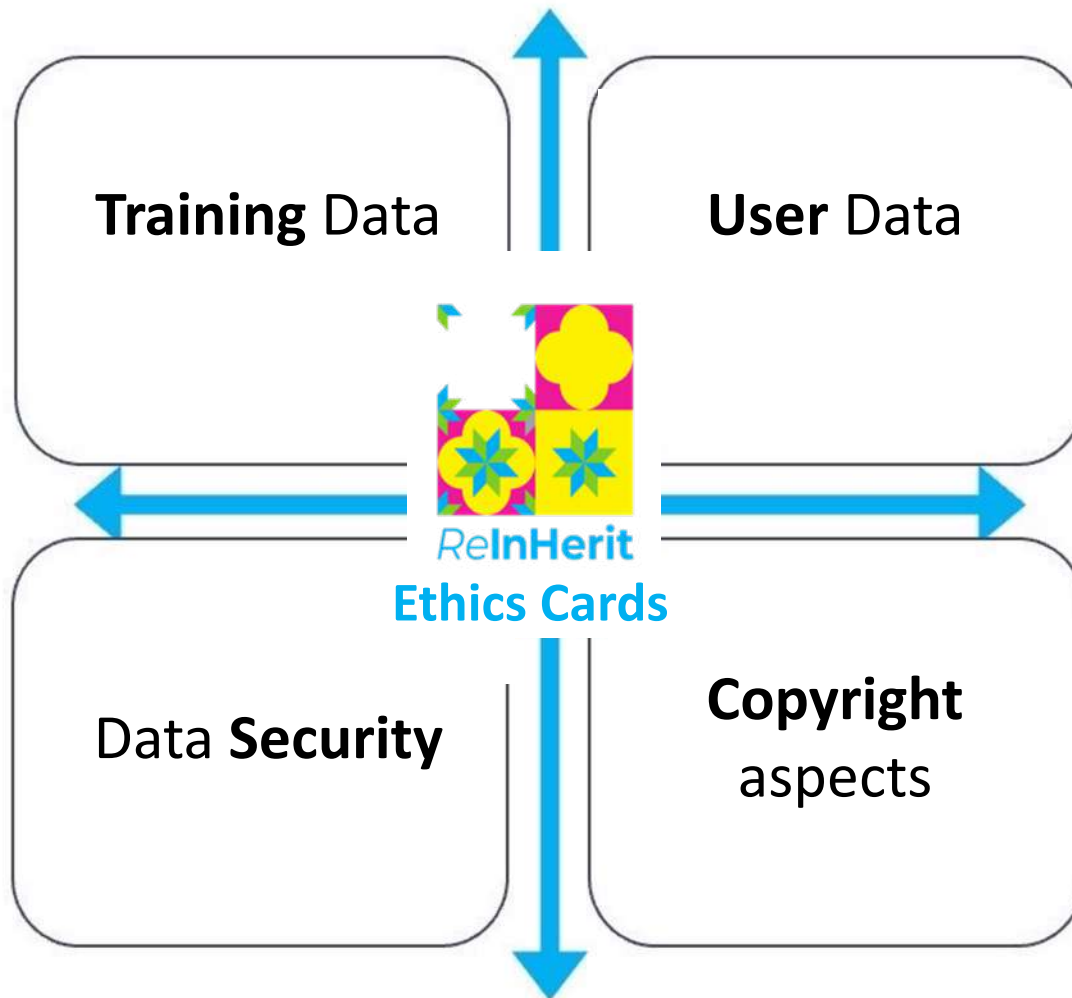 Training Data
User Data
ReInHerit
Ethics Cards
Data Security
Copyright
aspects